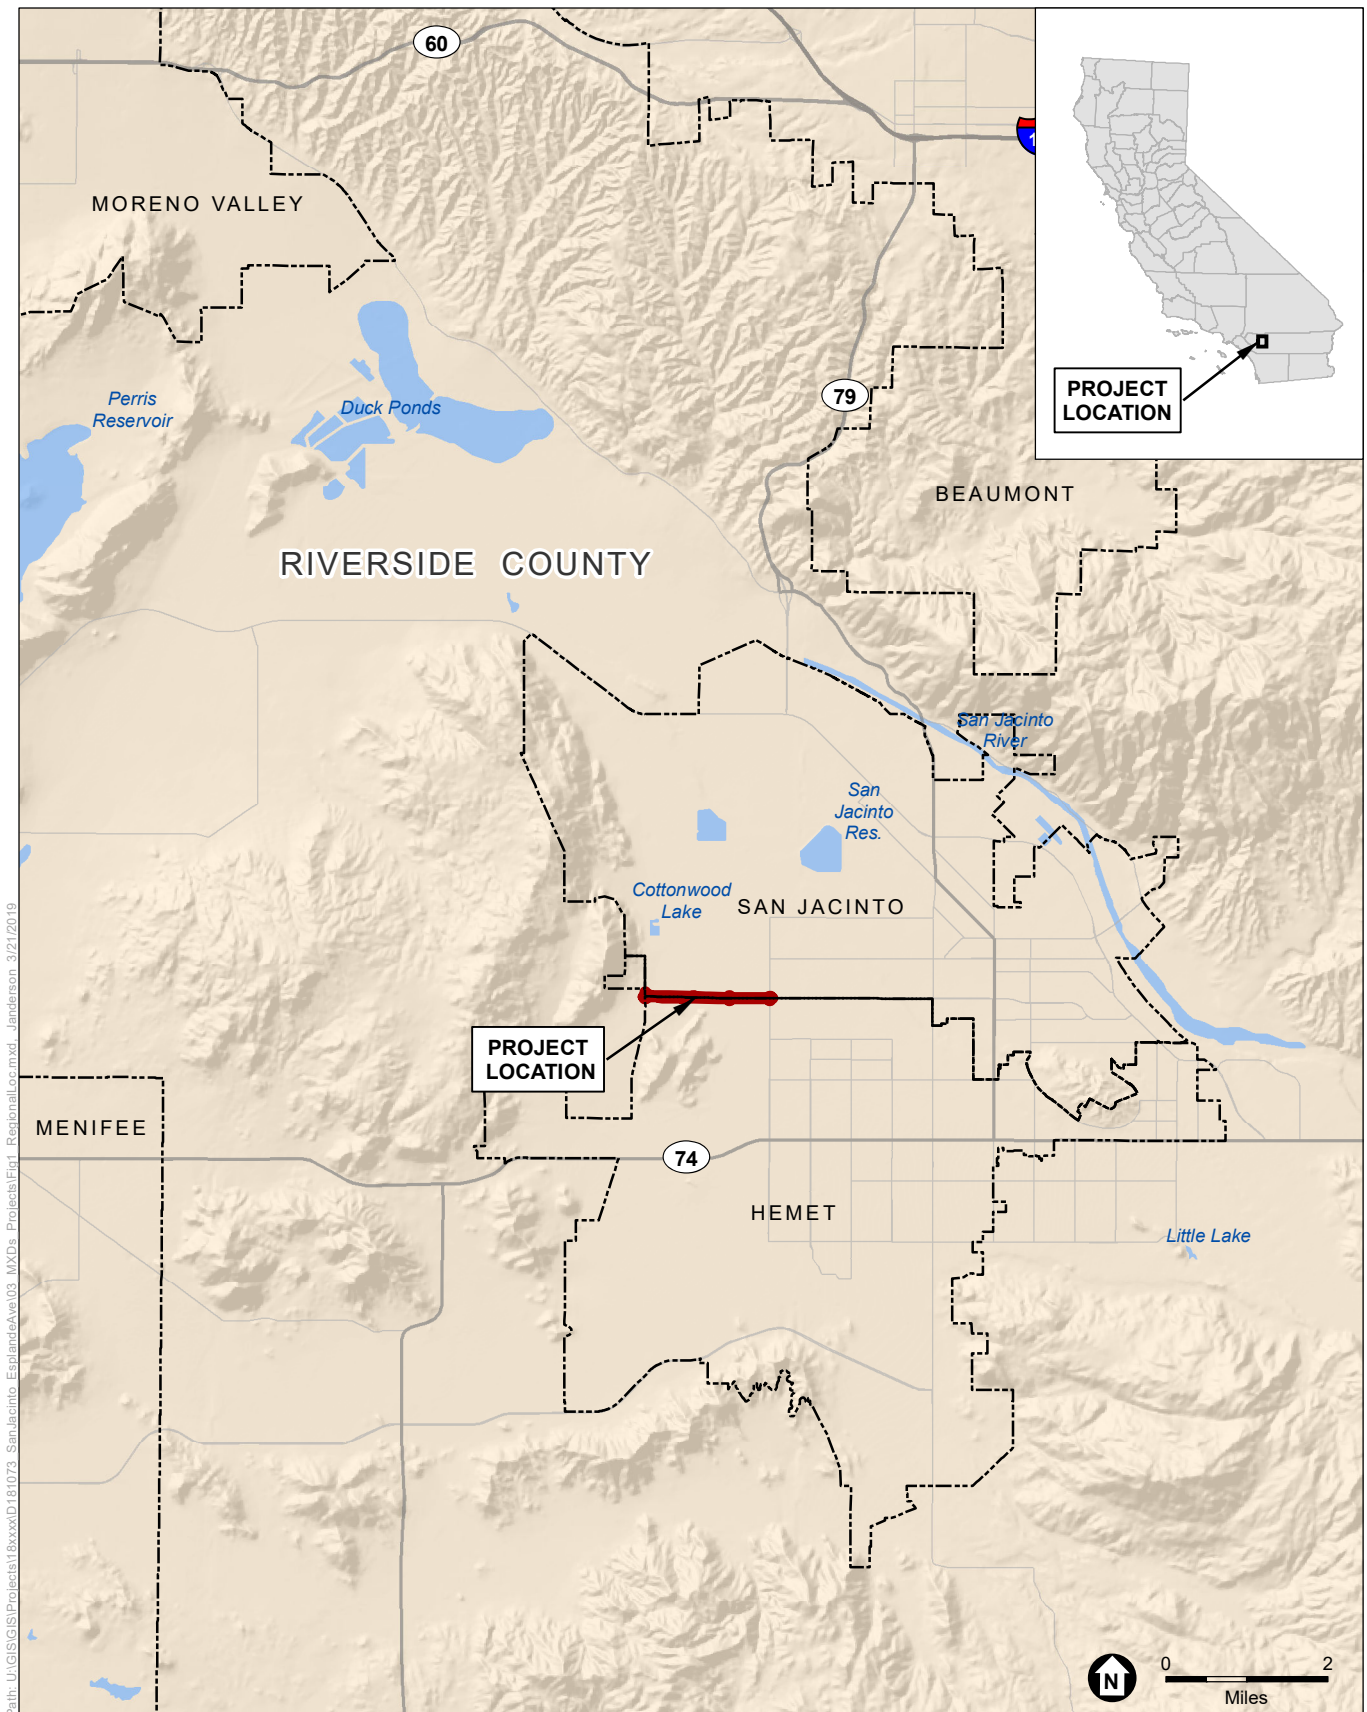 60
1
MORENO VALLEY
PROJECT
LOCATION
79
Perris
Reservoir
Duck Ponds
BEAUMONT
RIVERSIDE COUNTY
San Jacinto
River
San
Jacinto
Res.
Cottonwood
Lake
SAN JACINTO
PROJECT
LOCATION
MENIFEE
74
HEMET
Little Lake
N
0 2
Miles
Path: U:\GIS\GIS\Projects\18xxxx\D181073_SanJacinto_EsplandeAve\03_MXDs_Projects\Fig1_RegionalLoc.mxd, Janderson 3/21/2019